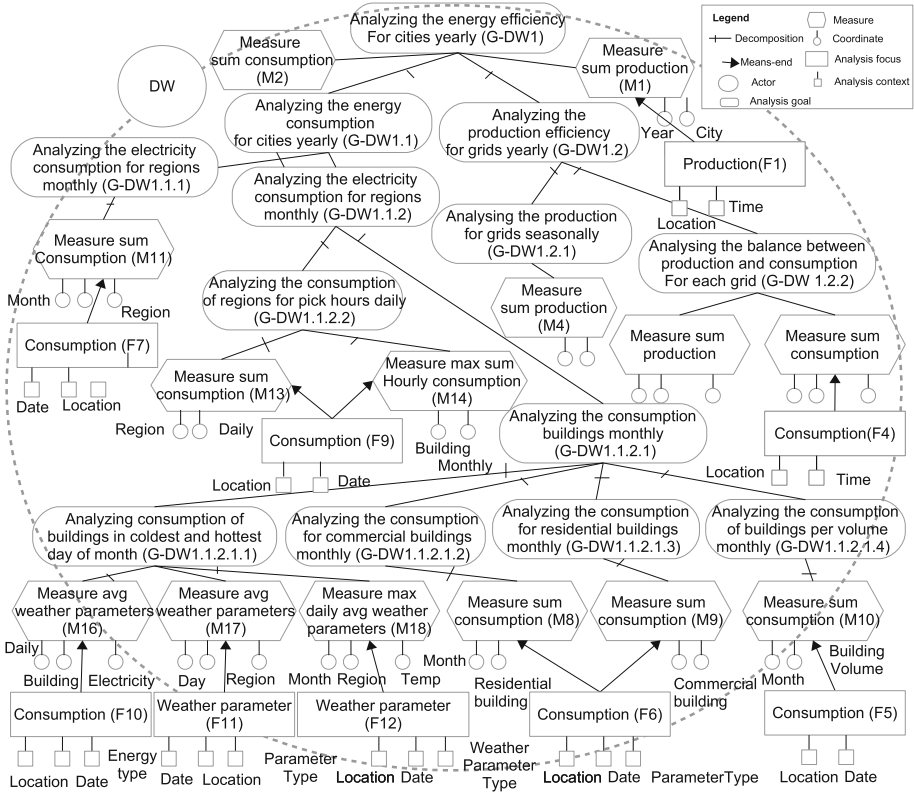 Analyzing the energy efficiency
For cities yearly (G-DW1)
Legend
Measure
Decomposition
Coordinate
Means-end
Analysis focus
Actor
Analysis context
Analysis goal
DW
Measure
sum consumption
(M2)
Measure
sum production
(M1)
Year
City
Analyzing the energy
consumption
for cities yearly (G-DW1.1)
Analyzing the
production efficiency
for grids yearly (G-DW1.2)
Production(F1)
Location
Time
Analyzing the electricity
consumption for regions
monthly (G-DW1.1.1)
Analyzing the electricity
consumption for regions
monthly (G-DW1.1.2)
Analysing the production
for grids seasonally
(G-DW1.2.1)
Analysing the balance between
production and consumption
For each grid (G-DW 1.2.2)
Measure sum
Consumption (M11)
Month
Region
Analyzing the consumption
of regions for pick hours daily
(G-DW1.1.2.2)
Measure
sum production
(M4)
Measure sum
production
Measure sum
consumption
Consumption (F7)
Date
Location
Measure sum
consumption (M13)
Region
Daily
Measure max sum
Hourly consumption
(M14)
Building
Monthly
Consumption (F9)
Location
Date
Analyzing the consumption
buildings monthly
(G-DW1.1.2.1)
Consumption(F4)
Location
Time
Analyzing consumption of
buildings in coldest and hottest
day of month (G-DW1.1.2.1.1)
Analyzing the consumption
for commercial buildings
monthly (G-DW1.1.2.1.2)
Analyzing the consumption
for residential buildings
monthly (G-DW1.1.2.1.3)
Analyzing the consumption
of buildings per volume
monthly (G-DW1.1.2.1.4)
Measure avg
weather parameters
(M16)
Measure avg
weather parameters
(M17)
Measure max
daily avg weather
parameters (M18)
Measure sum
consumption (M8)
Measure sum
consumption (M9)
Measure sum
consumption (M10)
Daily
Building
Electricity
Day
Region
Month
Region
Temp
Month
Residential
building
Commercial
building
Month
Building
Volume
Consumption (F10)
Weather parameter
(F11)
Weather parameter
(F12)
Consumption (F6)
Consumption (F5)
Location
Date
Energy
type
Date
Location
Parameter
Type
Location
Date
Weather
Parameter
Type
Location
Date
ParameterType
Location
Date